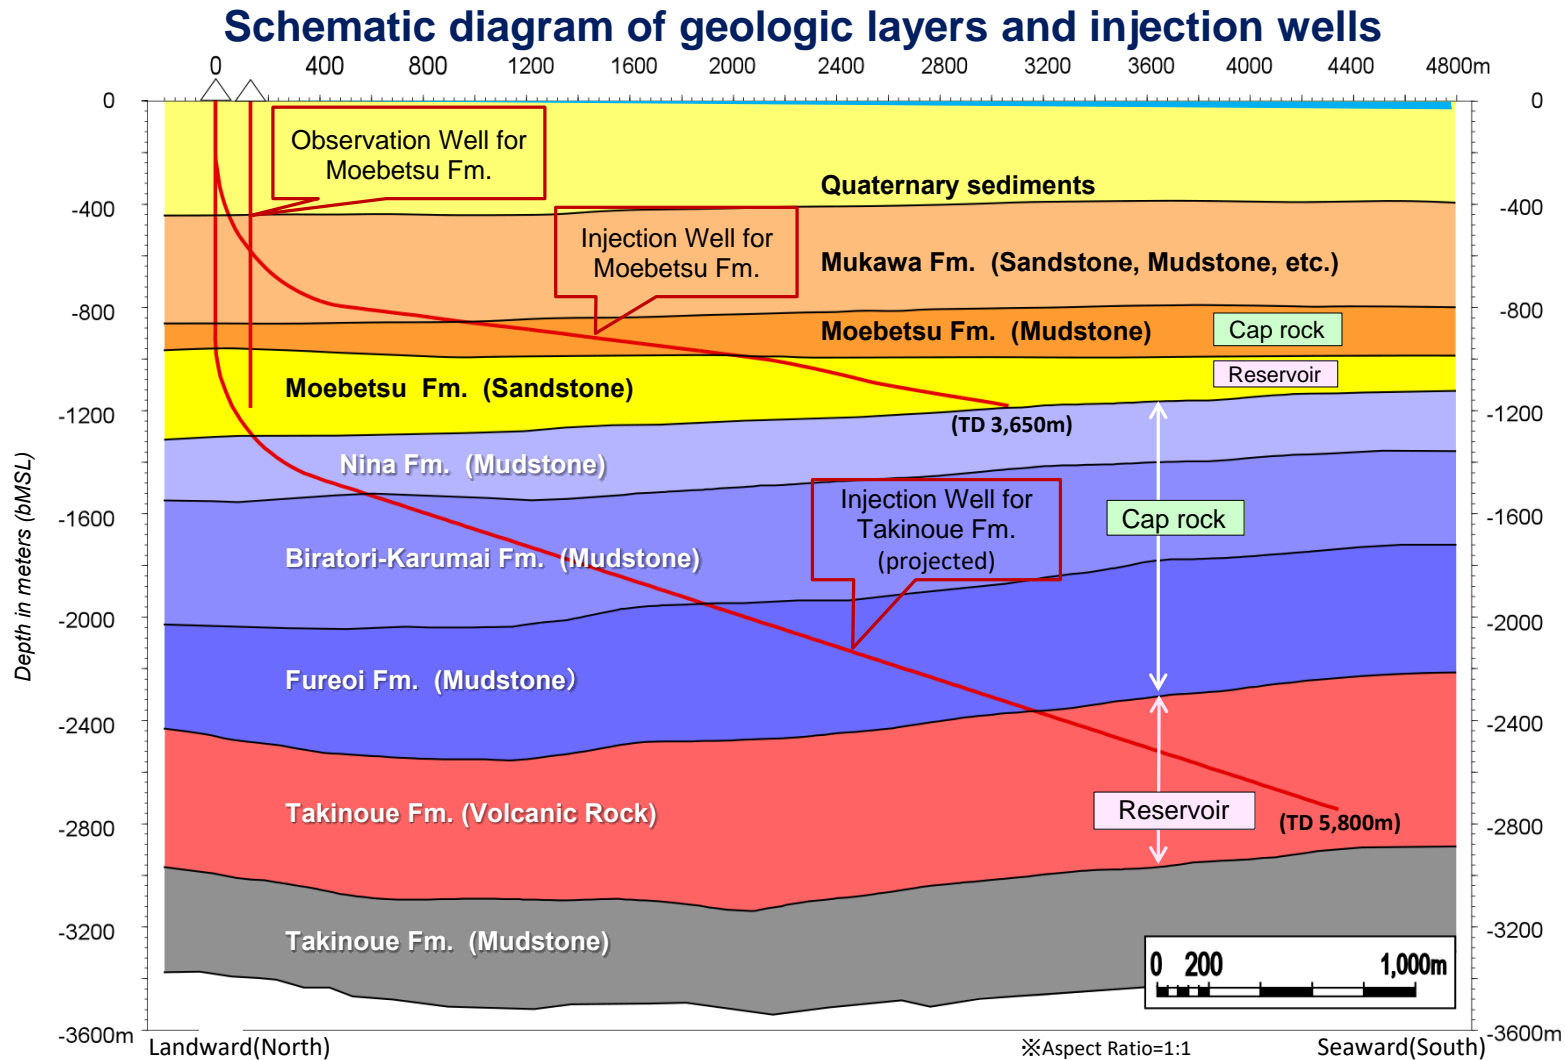 Schematic diagram of geologic layers and injection wells
0 400 800 1200 1600 2000 2400 2800 3200 3600 4000 4400 4800m
0
-400
-800
-1200
-1600
-2000
-2400
-2800
-3200
-3600m
Depth in meters (bMSL)
0
-400
-800
-1200
-1600
-2000
-2400
-2800
-3200
-3600m
Observation Well for
Moebetsu Fm.
Quaternary sediments
Injection Well for
Moebetsu Fm.
Mukawa Fm. (Sandstone, Mudstone, etc.)
Moebetsu Fm. (Mudstone)
Cap rock
Reservoir
Moebetsu Fm. (Sandstone)
(TD 3,650m)
Nina Fm. (Mudstone)
Injection Well for
Takinoue Fm.
(projected)
Cap rock
Biratori-Karumai Fm. (Mudstone)
Fureoi Fm. (Mudstone）
Takinoue Fm. (Volcanic Rock)
Reservoir
(TD 5,800m)
Takinoue Fm. (Mudstone)
0 200 1,000m
Landward(North)
※Aspect Ratio=1:1
Seaward(South)